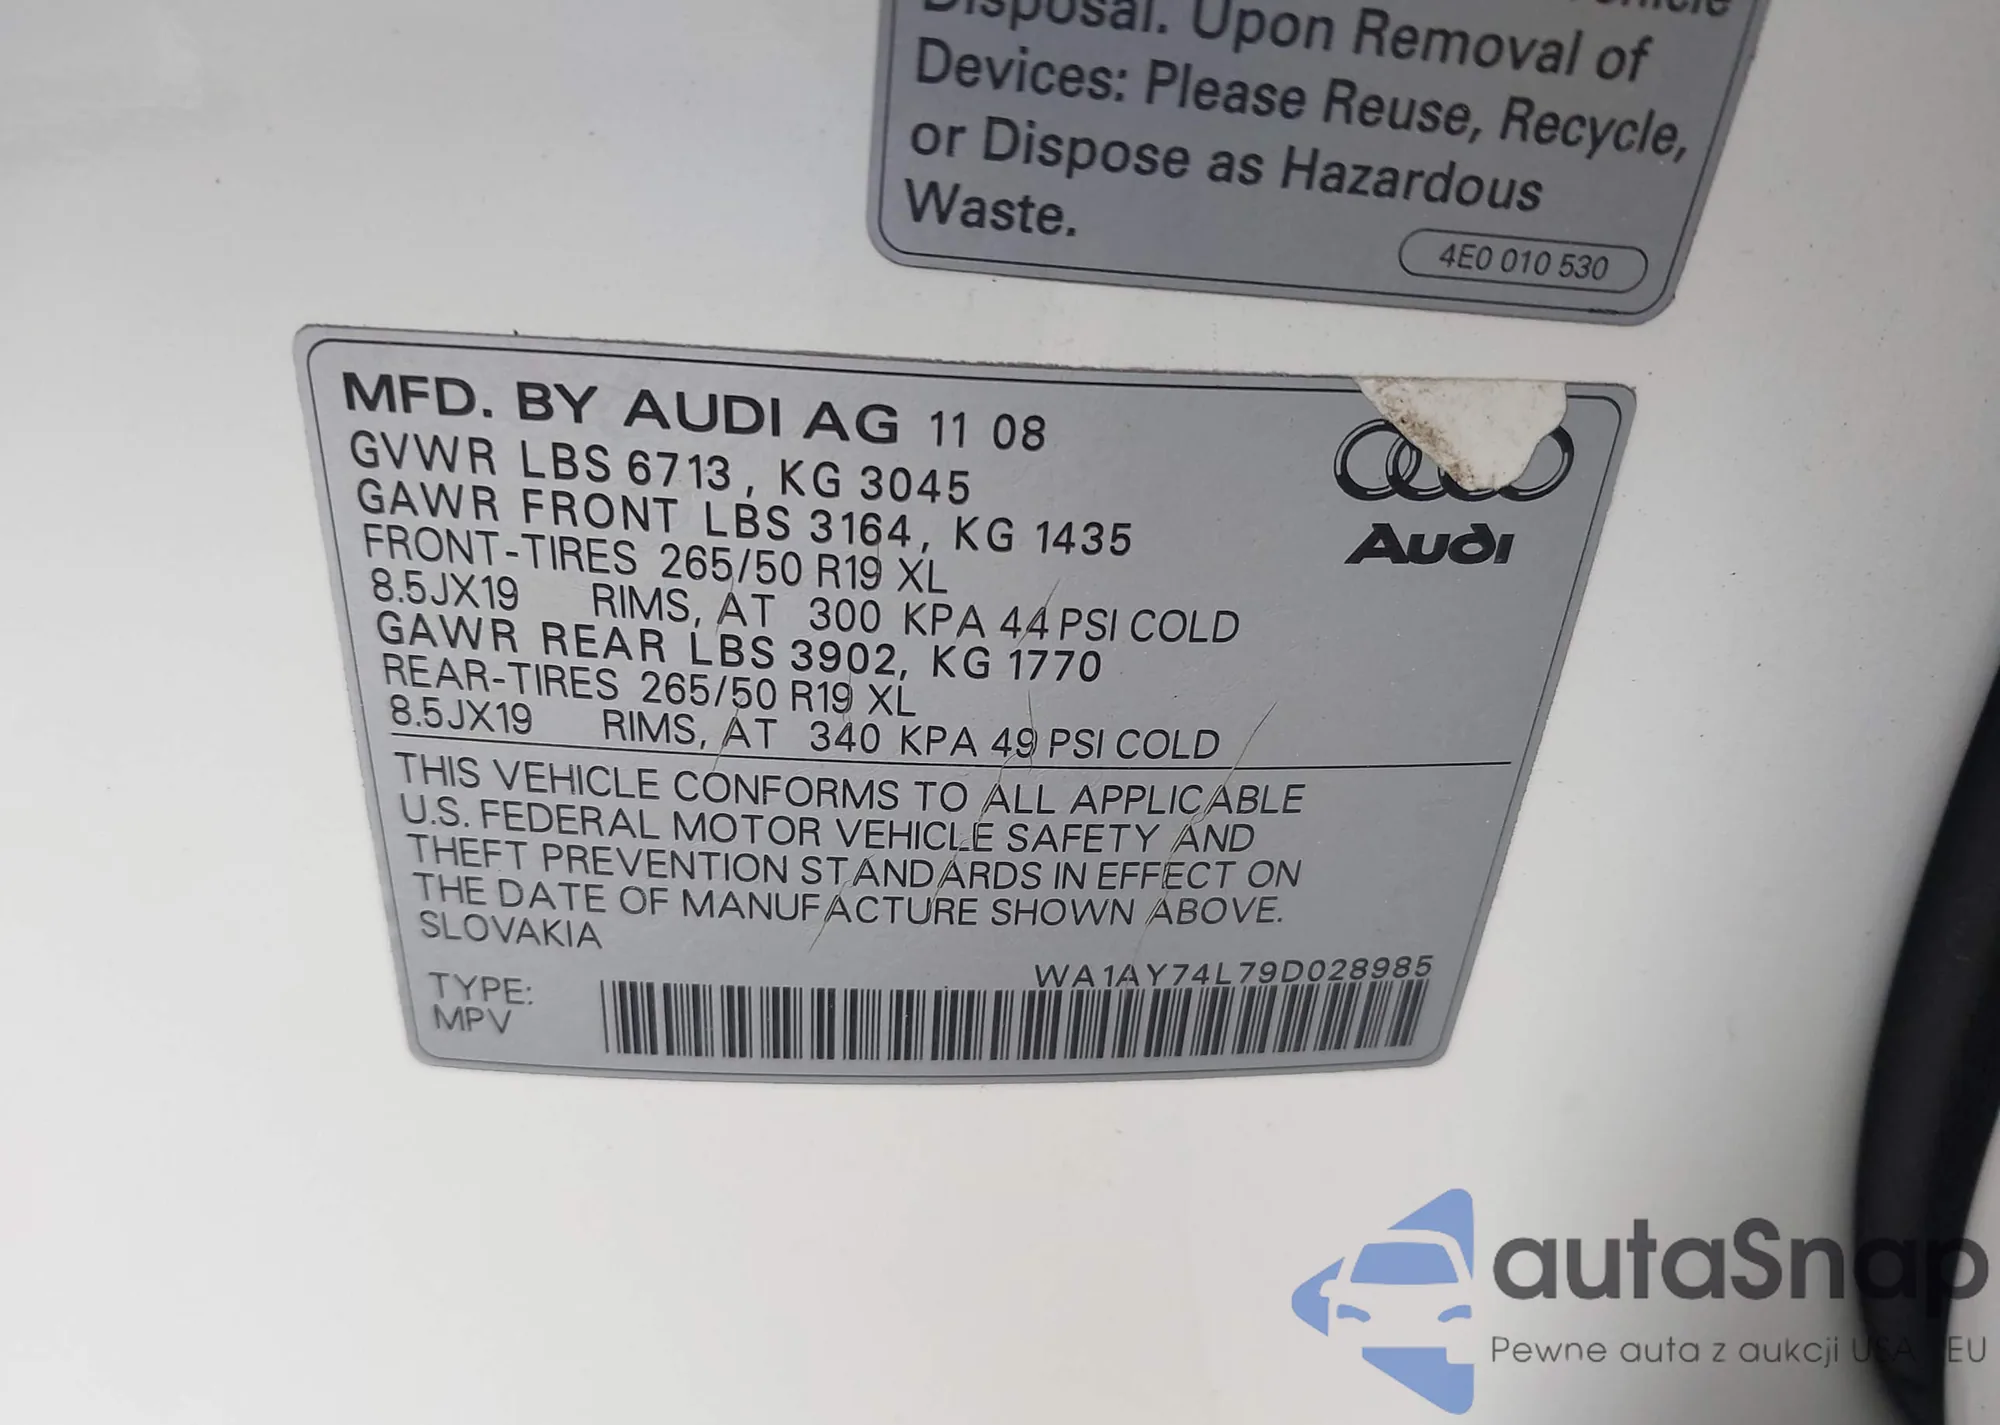 Disposal. Upon Removal of
Devices: Please Reuse, Recycle,
or Dispose as Hazardous
Waste.
4E0 010 530
MFD. BY AUDI AG 11 08
GVWR LBS 6713, KG 3045
GAWR FRONT LBS 3164, KG 1435
FRONT-TIRES 265/50 R19 XL
8.5JX19 RIMS, AT 300 KPA 44 PSI COLD
GAWR REAR LBS 3902, KG 1770
REAR-TIRES 265/50 R19 XL
8.5JX19 RIMS, AT 340 KPA 49 PSI COLD
Audi
THIS VEHICLE CONFORMS TO ALL APPLICABLE
U.S. FEDERAL MOTOR VEHICLE SAFETY AND
THEFT PREVENTION STANDARDS IN EFFECT ON
THE DATE OF MANUFACTURE SHOWN ABOVE.
SLOVAKIA
WA1AY74L79D028985
TYPE:
MPV
autaSnap
Pewne auta z aukcji USA i EU